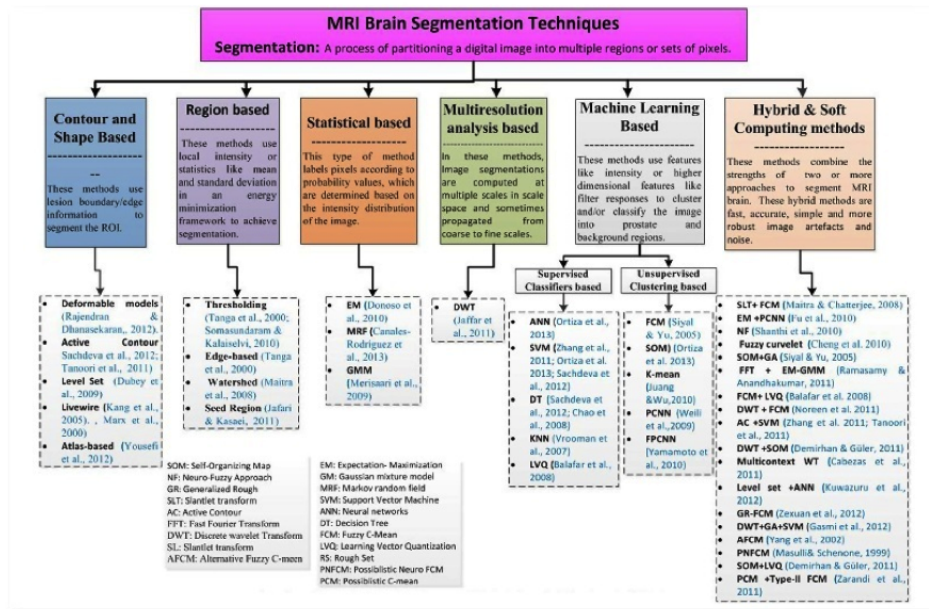 MRI Brain Segmentation Techniques
Segmentation: A process of partitioning a digital image into multiple regions or sets of pixels.
Contour and
Shape Based
--
These methods use
lesion boundary/edge
information to
segment the ROI.
Region based
These methods use
local intensity or
statistics like mean
and standard deviation
in an energy
minimization
framework to achieve
segmentation.
Statistical based
This type of method
labels pixels according to
probability values, which
are determined based on
the intensity distribution
of the image.
Multiresolution
analysis based
In these methods,
Image segmentations
are computed at
multiple scales in scale
space and sometimes
propagated from
coarse to fine scales.
Machine Learning
Based
These methods use features
like intensity or higher
dimensional features like
filter responses to cluster
and/or classify the image
into prostate and
background regions.
Hybrid & Soft
Computing methods
These methods combine the
strengths of two or more
approaches to segment MRI
brain. These hybrid methods are
fast, accurate, simple and more
robust image artefacts and
noise.
Supervised
Classifiers based
Unsupervised
Clustering based
• Deformable models
(Rajendran &
Dhanasekaran, 2012).
• Active Contour
Sachdeva et al., 2012;
Tanoori et al., 2011)
• Level Set (Dubey et
al., 2009)
• Livewire (Kang et al.,
2005). , Marx et al.,
2000)
• Atlas-based (Yousefi
et al., 2012)
• Thresholding
(Tanga et al., 2000;
Somasundaram &
Kalaiselvi, 2010).
• Edge-based (Tanga
et al., 2000)
• Watershed (Maitra
et al., 2008)
• Seed Region (Jafari
& Kasaei, 2011)
• EM (Donoso et al.,
2010)
• MRF (Canales-
Rodriguez et al.,
2013)
• GMM
(Merisaari et al.,
2009)
• DWT
(Jaffar et al.,
2011)
• ANN (Ortiza et al.,
2013)
• SVM (Zhang et al.,
2011; Ortiza et al.
2013; Sachdeva et
al., 2012)
• DT (Sachdeva et al.,
2012; Chao et al.,
2008)
• KNN (Vrooman et
al., 2007)
• LVQ (Balafar et al.,
2008)
• FCM (Siyal
& Yu, 2005)
• SOM) (Ortiza
et al. 2013)
• K-mean
(Juang
&Wu,2010)
• PCNN (Weili
et al.,2009)
• FPCNN
(Yamamoto et
al., 2010)
• SLT+ FCM (Maitra & Chatterjee, 2008)
• EM +PCNN (Fu et al., 2010)
• NF (Shanthi et al., 2010)
• Fuzzy curvelet (Cheng et al. 2010)
• SOM+GA (Siyal & Yu, 2005)
• FFT + EM-GMM (Ramasamy &
Anandhakumar, 2011)
• FCM+ LVQ (Balafar et al. 2008)
• DWT + FCM (Noreen et al. 2011)
• AC +SVM (Zhang et al. 2011; Tanoori
et al., 2011)
• DWT +SOM (Demirhan & Güler, 2011)
• Multicontext WT (Cabezas et al.,
2011)
• Level set +ANN (Kuwazuru et al.,
2012)
• GR-FCM (Zexuan et al., 2012)
• DWT+GA+SVM (Gasmi et al., 2012)
• AFCM (Yang et al., 2002)
• PNFCM (Masulli& Schenone, 1999)
• SOM+LVQ (Demirhan & Güler, 2011)
• PCM +Type-II FCM (Zarandi et al.,
2011)
SOM: Self-Organizing Map
NF: Neuro-Fuzzy Approach
GR: Generalized Rough
SLT: Slantlet transform
AC: Active Contour
FFT: Fast Fourier Transform
DWT: Discrete wavelet Transform
SL: Slantlet transform
AFCM: Alternative Fuzzy C-mean
EM: Expectation- Maximization
GM: Gaussian mixture model
MRF: Markov random field
SVM: Support Vector Machine
ANN: Neural networks
DT: Decision Tree
FCM: Fuzzy C-Mean
LVQ: Learning Vector Quantization
RS: Rough Set
PNFCM: Possiblistic Neuro FCM
PCM: Possiblistic C-mean